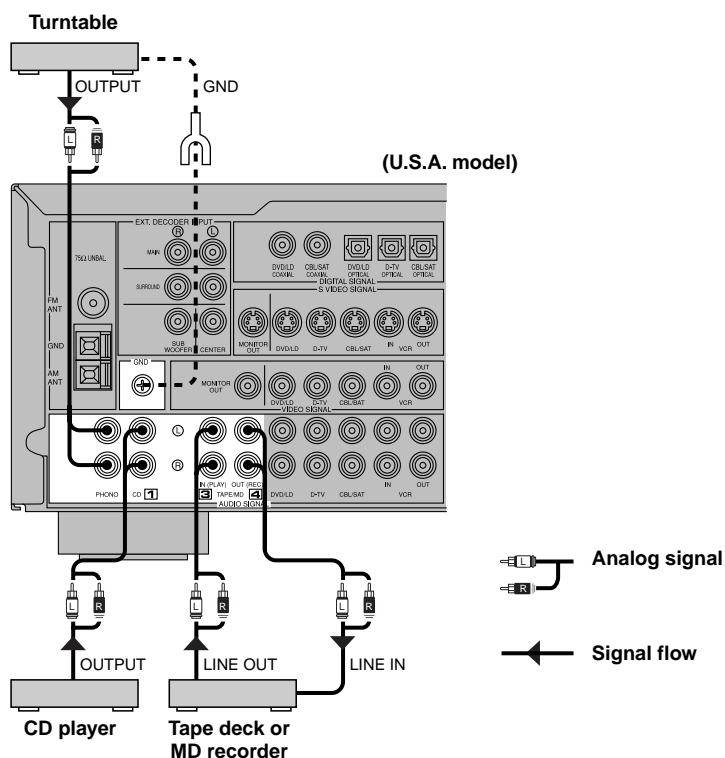 Turntable
OUTPUT
GND
L
R
(U.S.A. model)
EXT. DECODER INPUT
R
L
MAIN
SURROUND
SUB
WOOFER
CENTER
75Ω UNBAL.
FM
ANT
GND
AM
ANT
GND
DVD/LD
COAXIAL
CBL/SAT
COAXIAL
DVD/LD
OPTICAL
D-TV
OPTICAL
CBL/SAT
OPTICAL
DIGITAL SIGNAL
S VIDEO SIGNAL
MONITOR
OUT
DVD/LD
D-TV
CBL/SAT
IN
VCR
OUT
MONITOR
OUT
DVD/LD
D-TV
CBL/SAT
IN
OUT
VCR
VIDEO SIGNAL
L
R
PHONO
CD 1
IN (PLAY)
OUT (REC)
3 TAPE/MD 4
DVD/LD
D-TV
CBL/SAT
IN
OUT
VCR
AUDIO SIGNAL
L
R
L
R
L
R
OUTPUT
LINE OUT
LINE IN
CD player
Tape deck or
MD recorder
L
R
Analog signal
Signal flow